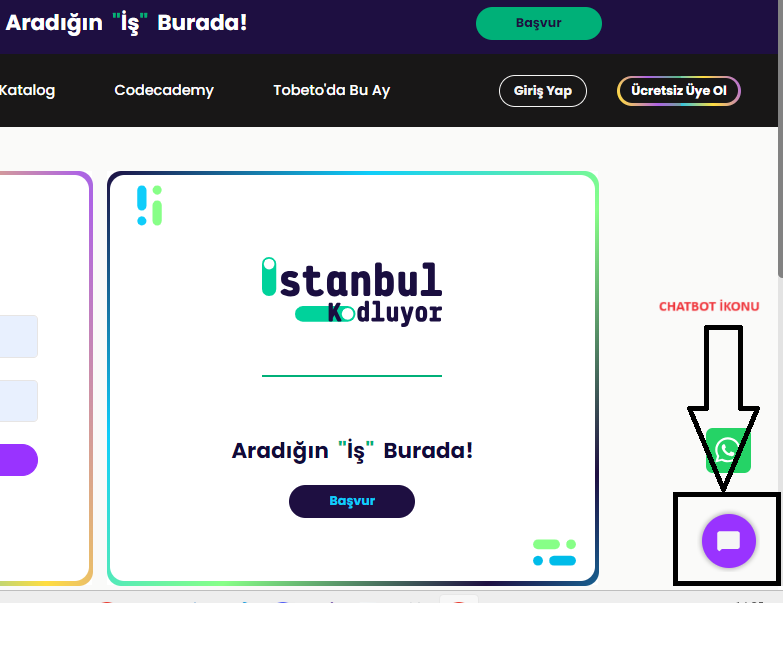 Aradığın "İş" Burada!
Başvur
Katalog
Codecademy
Tobeto'da Bu Ay
Giriş Yap
Ücretsiz Üye Ol
istanbul
Kodluyor
CHATBOT İKONU
Aradığın "İş" Burada!
Başvur